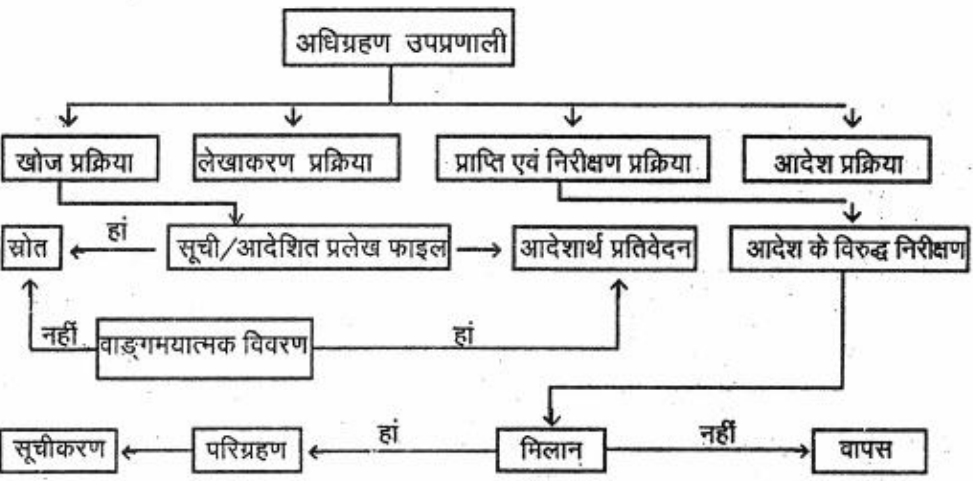 अधिग्रहण उपप्रणाली
खोज प्रक्रिया
लेखाकरण प्रक्रिया
प्राप्ति एवं निरीक्षण प्रक्रिया
आदेश प्रक्रिया
स्रोत
हां
सूची/आदेशित प्रलेख फाइल
आदेशार्थ प्रतिवेदन
आदेश के विरुद्ध निरीक्षण
नहीं
वाङ्गमयात्मक विवरण
हां
सूचीकरण
परिग्रहण
हां
मिलान
नहीं
वापस